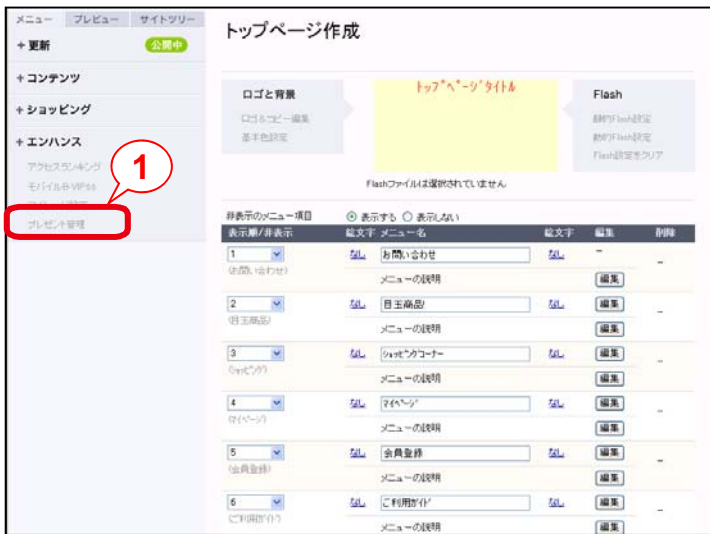 メニュー プレビュー サイトツリー
+ 更新 公開中
+ コンテンツ
+ ショッピング
+ エンハンス
アクセスランキング
プレゼント管理
1
トップページ作成
ロゴと背景
ロゴ&コピー編集
基本色設定
トップページタイトル
Flash
静的Flash設定
動的Flash設定
Flash設定をクリア
Flashファイルは選択されていません
非表示のメニュー項目 表示する 表示しない
表示順/非表示 絵文字 メニュー名 絵文字 編集 削除
1 なし お問い合わせ なし - -
(お問い合わせ) メニューの説明 編集
2 なし 目玉商品! なし 編集 -
(目玉商品!) メニューの説明 編集
3 なし ショッピングコーナー なし 編集 -
(ショッピング) メニューの説明 編集
4 なし マイページ なし 編集 -
(マイページ) メニューの説明 編集
5 なし 会員登録 なし 編集 -
(会員登録) メニューの説明 編集
6 なし ご利用ガイド なし 編集 -
(ご利用ガイド) メニューの説明 編集